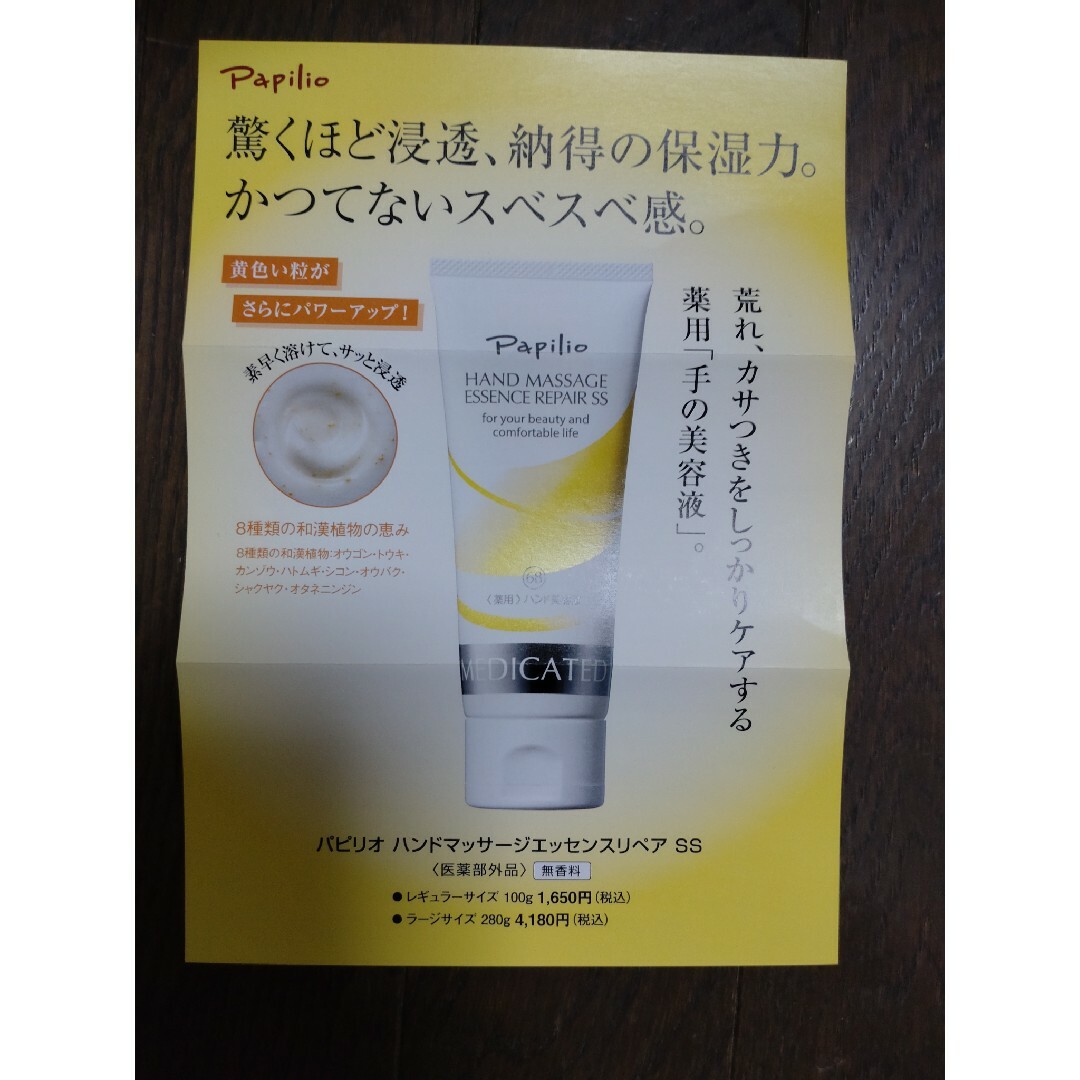 Papilio
驚くほど浸透、納得の保湿力。
かつてないスベスベ感。
黄色い粒が
さらにパワーアップ!
素早く溶けて、サッと浸透
8種類の和漢植物の恵み
8種類の和漢植物:オウゴン・トウキ・
カンゾウ・ハトムギ・シコン・オウバク・
シャクヤク・オタネニンジン
Papilio
HAND MASSAGE
ESSENCE REPAIR SS
for your beauty and
comfortable life
68
〈薬用〉ハンド美容液
MEDICATED
荒れ、カサつきをしっかりケアする
薬用「手の美容液」。
パピリオ ハンドマッサージエッセンスリペア SS
〈医薬部外品〉 無香料
●レギュラーサイズ 100g 1,650円(税込)
●ラージサイズ 280g 4,180円(税込)